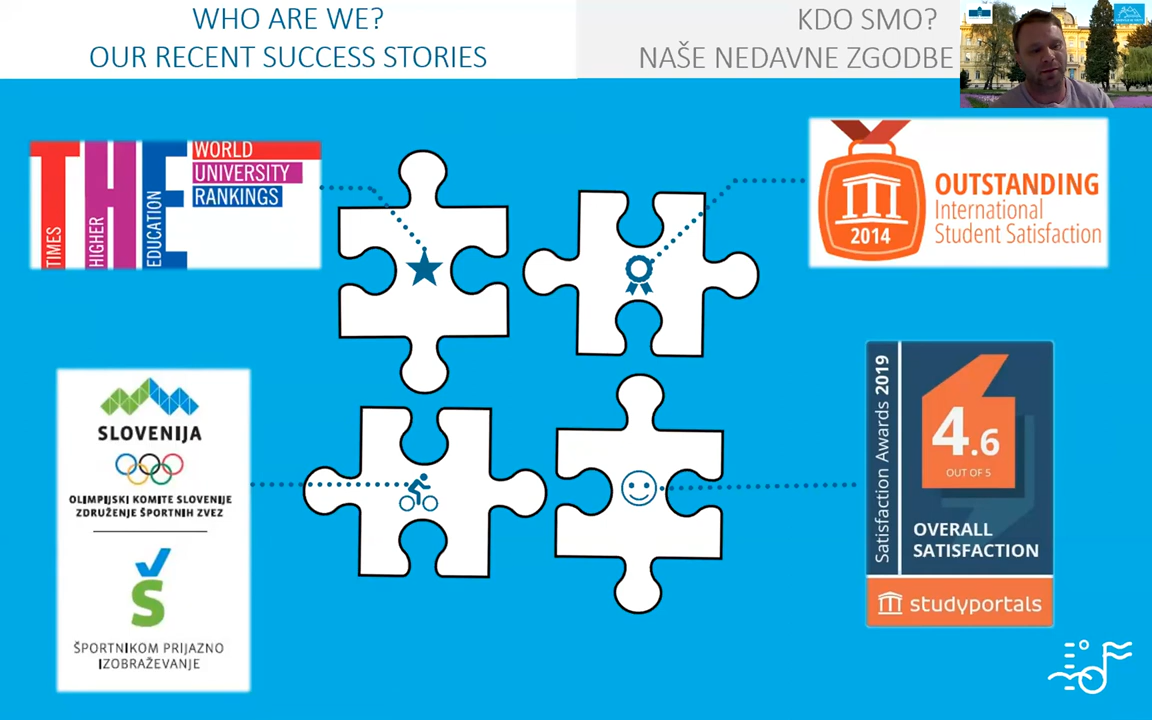 WHO ARE WE?
OUR RECENT SUCCESS STORIES
KDO SMO?
NAŠE NEDAVNE ZGODBE
TIMES
HIGHER
EDUCATION
WORLD
UNIVERSITY
RANKINGS
2014
OUTSTANDING
International
Student Satisfaction
SLOVENIJA
OLIMPIJSKI KOMITE SLOVENIJE
ZDRUŽENJE ŠPORTNIH ZVEZ
Š
ŠPORTNIKOM PRIJAZNO
IZOBRAŽEVANJE
Satisfaction Awards 2019
4.6
OUT OF 5
OVERALL
SATISFACTION
studyportals